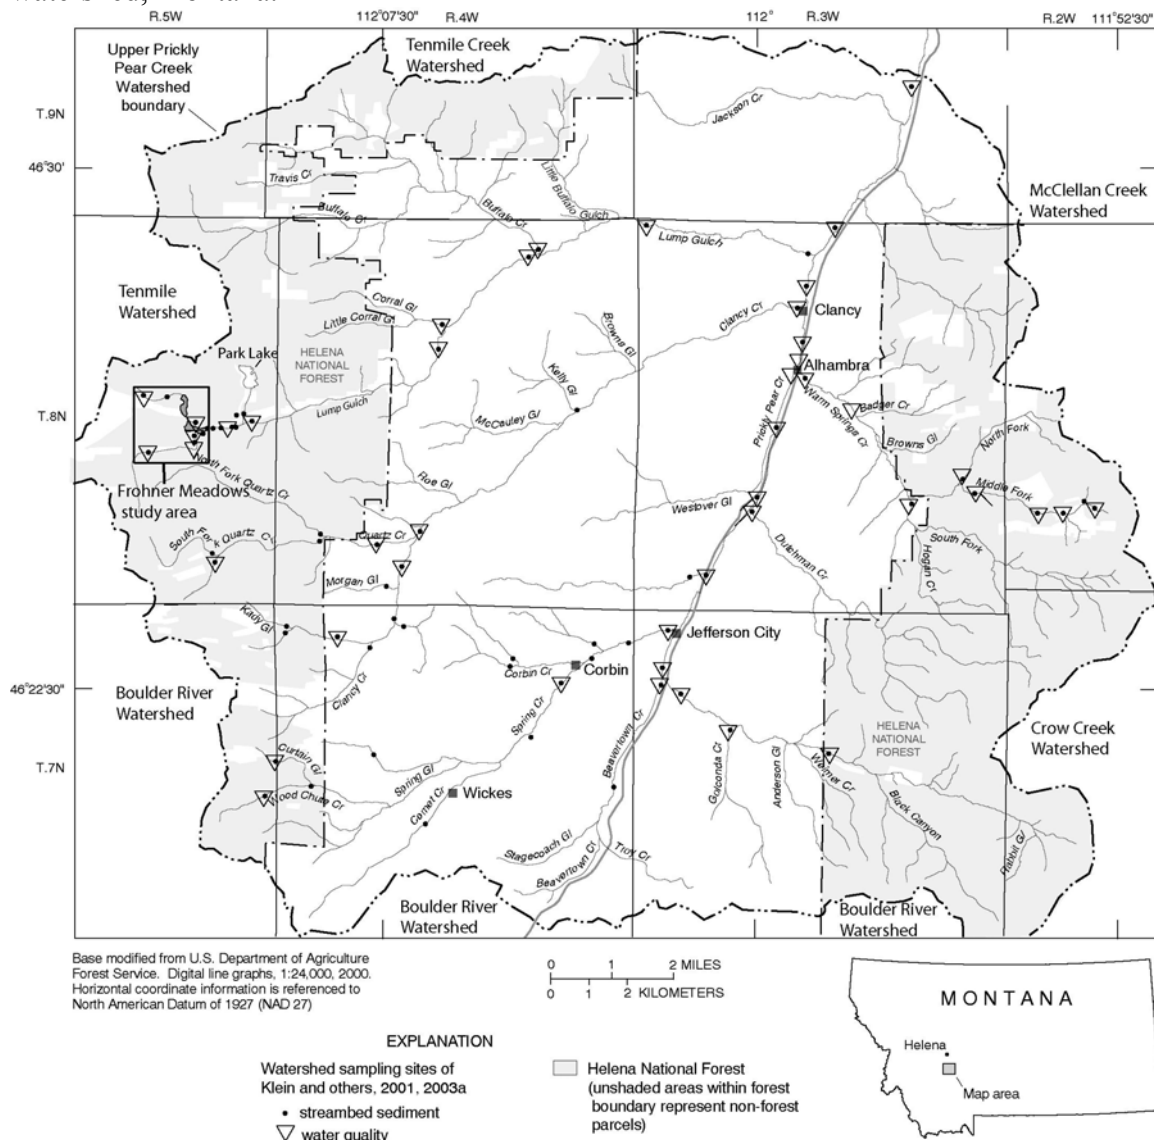 watershed, Montana.
R.5W
112°07'30"
R.4W
112°
R.3W
R.2W
111°52'30"
Upper Prickly
Pear Creek
Watershed
boundary
Tenmile Creek
Watershed
T.9N
Jackson Cr
46°30'
Travis Cr
Little Buffalo Gulch
McClellan Creek
Watershed
Buffalo Cr
Buffalo Cr
Lump Gulch
Tenmile
Watershed
Corral Gl
Little Corral Gl
Clancy Cr
Clancy
Browns Gl
HELENA
NATIONAL
FOREST
Park Lake
Kelly Gl
Alhambra
Lump Gulch
Prickly Pear Cr
T.8N
McCauley Gl
Warm Springs Cr
Badger Cr
Browns Gl
North Fork
North Fork Quartz Cr
Roe Gl
Middle Fork
Frohner Meadows
study area
Westover Gl
South Fork Quartz Cr
Quartz Cr
Dutchman Cr
South Fork
Hogan Cr
Morgan Gl
Kady Gl
Jefferson City
Corbin Cr
Corbin
46°22'30"
Boulder River
Watershed
Clancy Cr
Spring Cr
Beavertown Cr
HELENA
NATIONAL
FOREST
Crow Creek
Watershed
Curtain Gl
Golconda Cr
Anderson Gl
Weimer Cr
T.7N
Spring Gl
Wood Chute Cr
Comet Cr
Wickes
Black Canyon
Stagecoach Gl
Troy Cr
Rabbit Gl
Beavertown Cr
Boulder River
Watershed
Boulder River
Watershed
Base modified from U.S. Department of Agriculture
Forest Service. Digital line graphs, 1:24,000, 2000.
Horizontal coordinate information is referenced to
North American Datum of 1927 (NAD 27)
0 1 2 MILES
0 1 2 KILOMETERS
MONTANA
Helena
Map area
EXPLANATION
Watershed sampling sites of
Klein and others, 2001, 2003a
streambed sediment
water quality
Helena National Forest
(unshaded areas within forest
boundary represent non-forest
parcels)